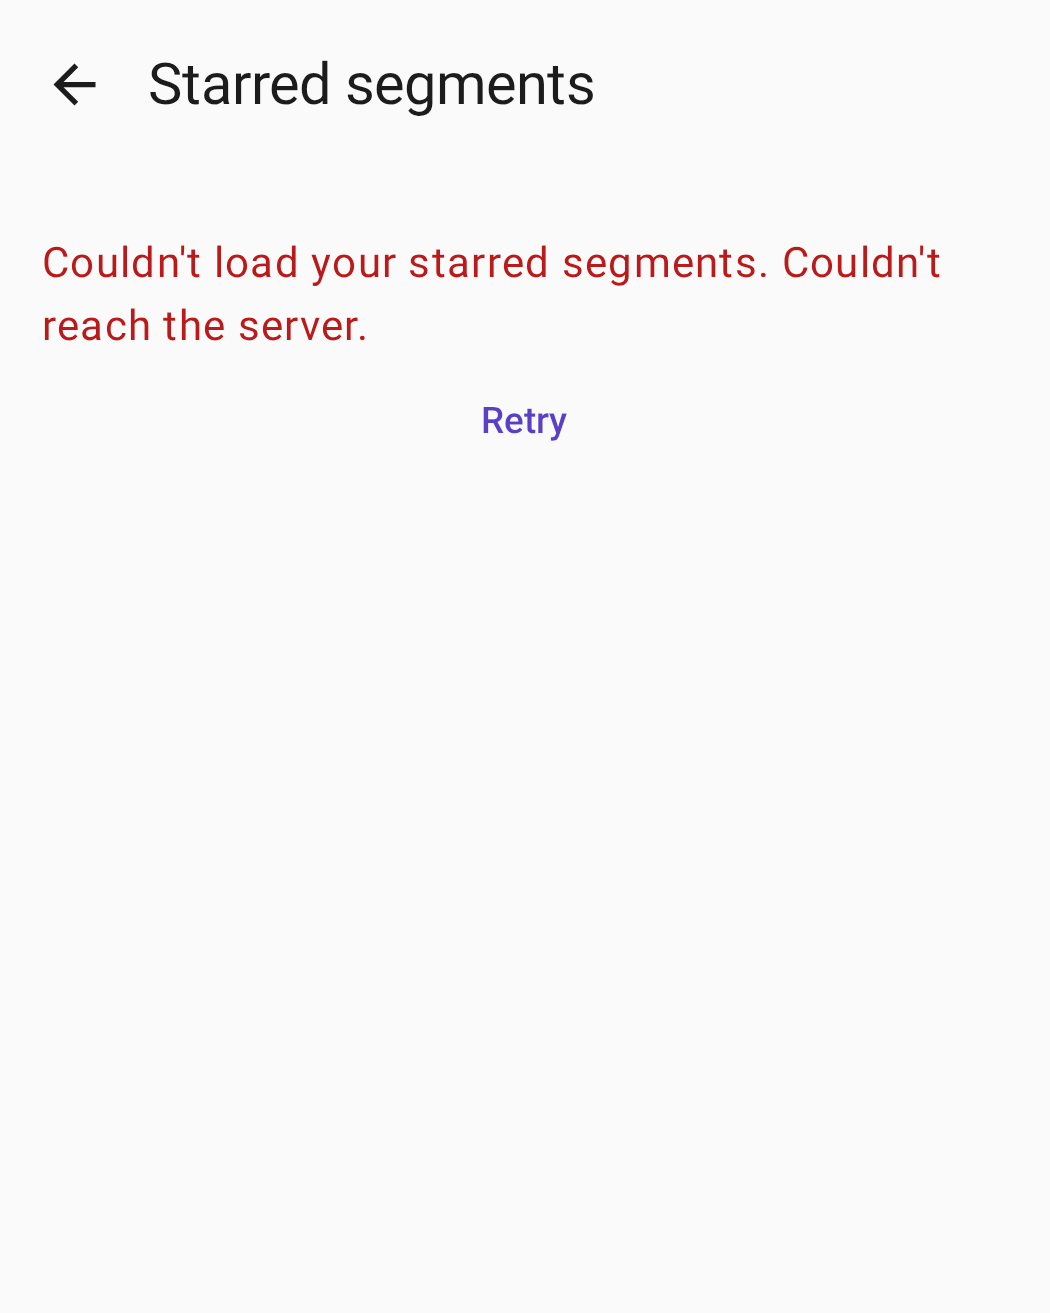 Starred segments
Couldn't load your starred segments. Couldn't
reach the server.
Retry